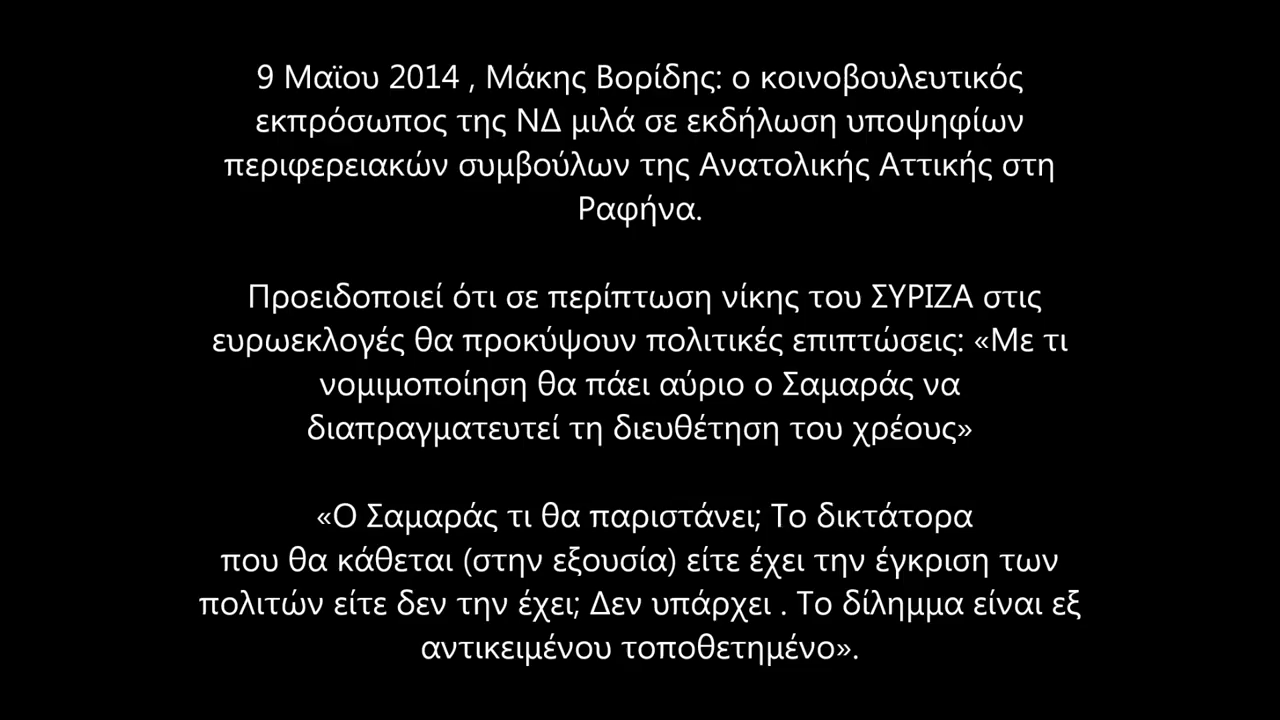 9 Μαϊου 2014 , Μάκης Βορίδης: ο κοινοβουλευτικός
εκπρόσωπος της ΝΔ μιλά σε εκδήλωση υποψηφίων
περιφερειακών συμβούλων της Ανατολικής Αττικής στη
Ραφήνα.
Προειδοποιεί ότι σε περίπτωση νίκης του ΣΥΡΙΖΑ στις
ευρωεκλογές θα προκύψουν πολιτικές επιπτώσεις: «Με τι
νομιμοποίηση θα πάει αύριο ο Σαμαράς να
διαπραγματευτεί τη διευθέτηση του χρέους»
«Ο Σαμαράς τι θα παριστάνει; Το δικτάτορα
που θα κάθεται (στην εξουσία) είτε έχει την έγκριση των
πολιτών είτε δεν την έχει; Δεν υπάρχει . Το δίλημμα είναι εξ
αντικειμένου τοποθετημένο».